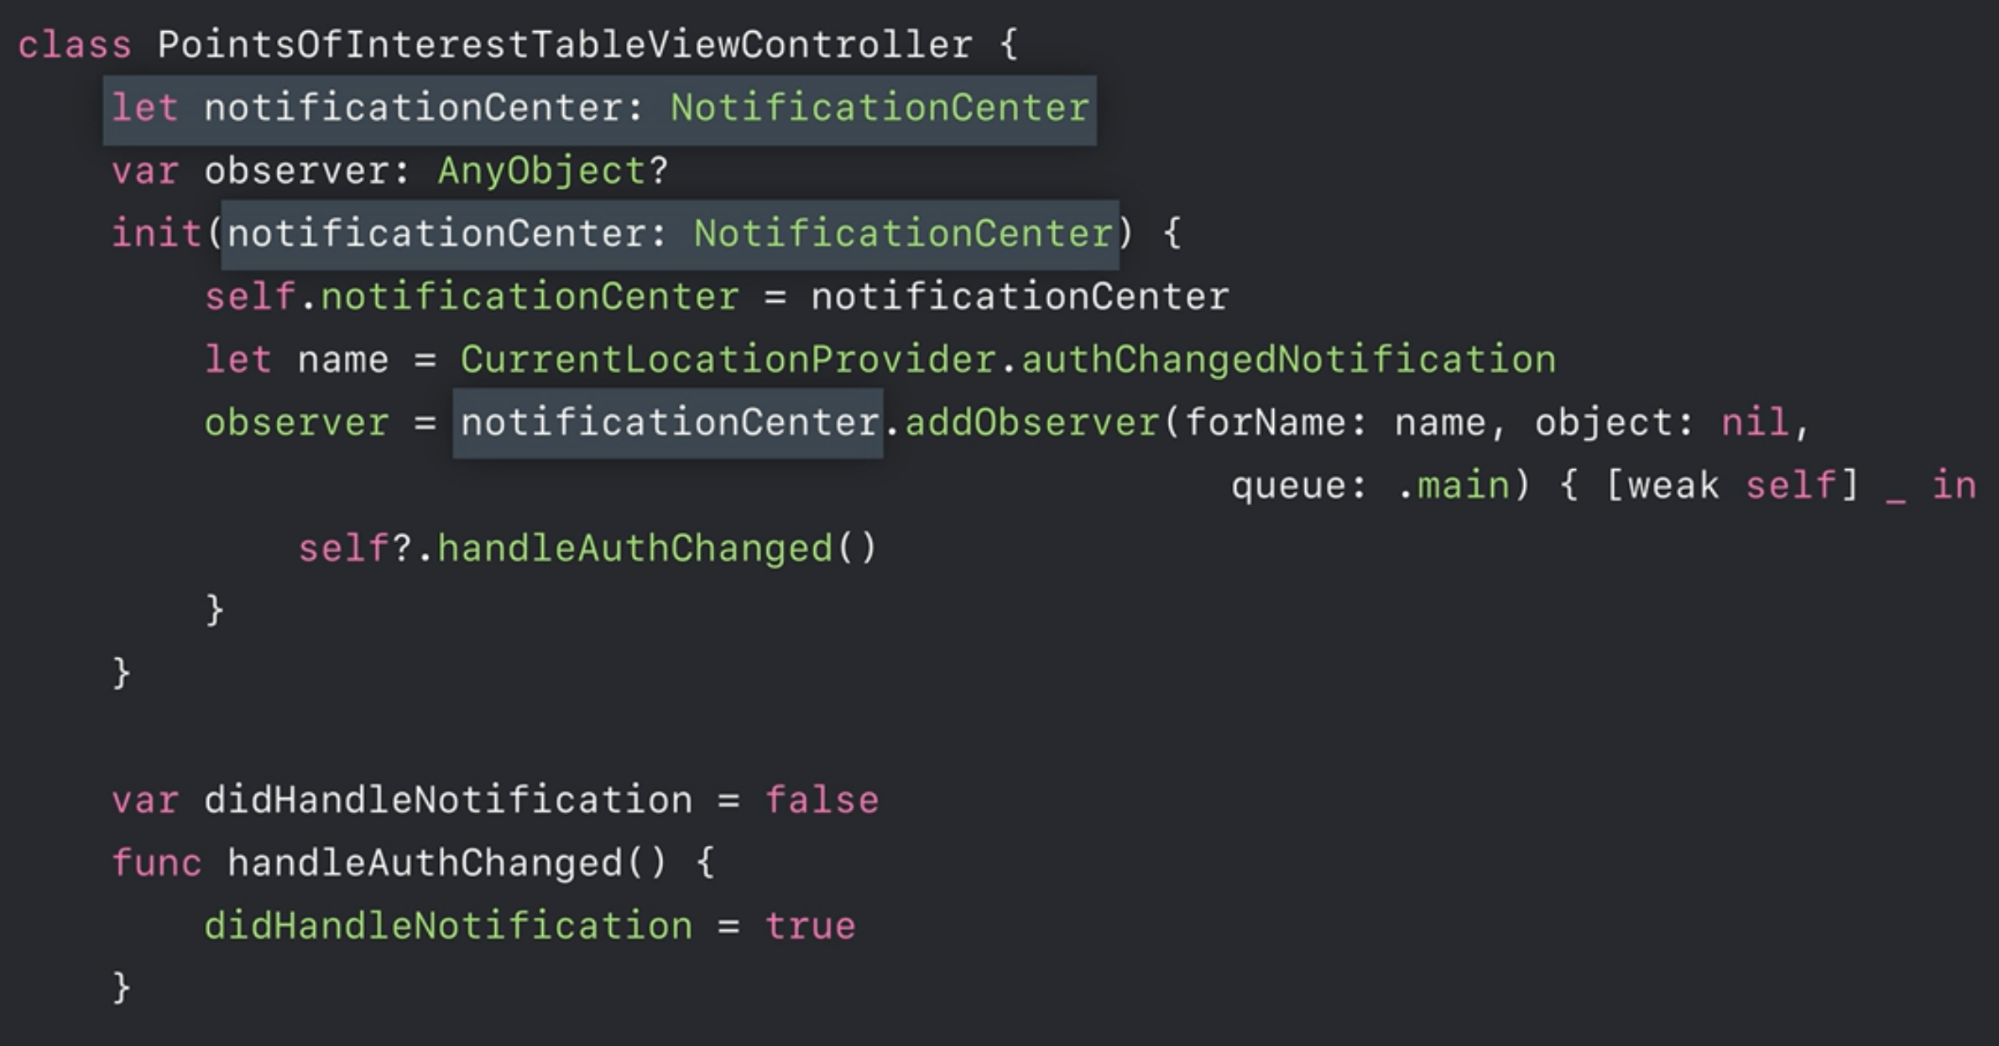 class PointsOfInterestTableViewController {
    let notificationCenter: NotificationCenter
    var observer: AnyObject?
    init(notificationCenter: NotificationCenter) {
        self.notificationCenter = notificationCenter
        let name = CurrentLocationProvider.authChangedNotification
        observer = notificationCenter.addObserver(forName: name, object: nil,
                                                    queue: .main) { [weak self] _ in
            self?.handleAuthChanged()
        }
    }

    var didHandleNotification = false
    func handleAuthChanged() {
        didHandleNotification = true
    }